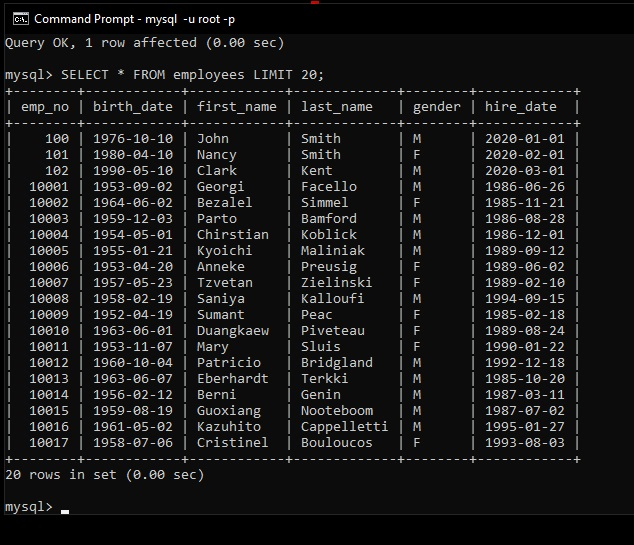 Command Prompt - mysql  -u root -p
Query OK, 1 row affected (0.00 sec)
mysql> SELECT * FROM employees LIMIT 20;
+--------+------------+------------+------------+--------+------------+
| emp_no | birth_date | first_name | last_name  | gender | hire_date  |
+--------+------------+------------+------------+--------+------------+
|    100 | 1976-10-10 | John       | Smith      | M      | 2020-01-01 |
|    101 | 1980-04-10 | Nancy      | Smith      | F      | 2020-02-01 |
|    102 | 1990-05-10 | Clark      | Kent       | M      | 2020-03-01 |
|  10001 | 1953-09-02 | Georgi     | Facello    | M      | 1986-06-26 |
|  10002 | 1964-06-02 | Bezalel    | Simmel     | F      | 1985-11-21 |
|  10003 | 1959-12-03 | Parto      | Bamford    | M      | 1986-08-28 |
|  10004 | 1954-05-01 | Chirstian  | Koblick    | M      | 1986-12-01 |
|  10005 | 1955-01-21 | Kyoichi    | Maliniak   | M      | 1989-09-12 |
|  10006 | 1953-04-20 | Anneke     | Preusig    | F      | 1989-06-02 |
|  10007 | 1957-05-23 | Tzvetan    | Zielinski  | F      | 1989-02-10 |
|  10008 | 1958-02-19 | Saniya     | Kalloufi   | M      | 1994-09-15 |
|  10009 | 1952-04-19 | Sumant     | Peac       | F      | 1985-02-18 |
|  10010 | 1963-06-01 | Duangkaew  | Piveteau   | F      | 1989-08-24 |
|  10011 | 1953-11-07 | Mary       | Sluis      | F      | 1990-01-22 |
|  10012 | 1960-10-04 | Patricio   | Bridgland  | M      | 1992-12-18 |
|  10013 | 1963-06-07 | Eberhardt  | Terkki     | M      | 1985-10-20 |
|  10014 | 1956-02-12 | Berni      | Genin      | M      | 1987-03-11 |
|  10015 | 1959-08-19 | Guoxiang   | Nooteboom  | M      | 1987-07-02 |
|  10016 | 1961-05-02 | Kazuhito   | Cappelletti | M      | 1995-01-27 |
|  10017 | 1958-07-06 | Cristinel  | Bouloucos  | F      | 1993-08-03 |
+--------+------------+------------+------------+--------+------------+
20 rows in set (0.00 sec)
mysql>